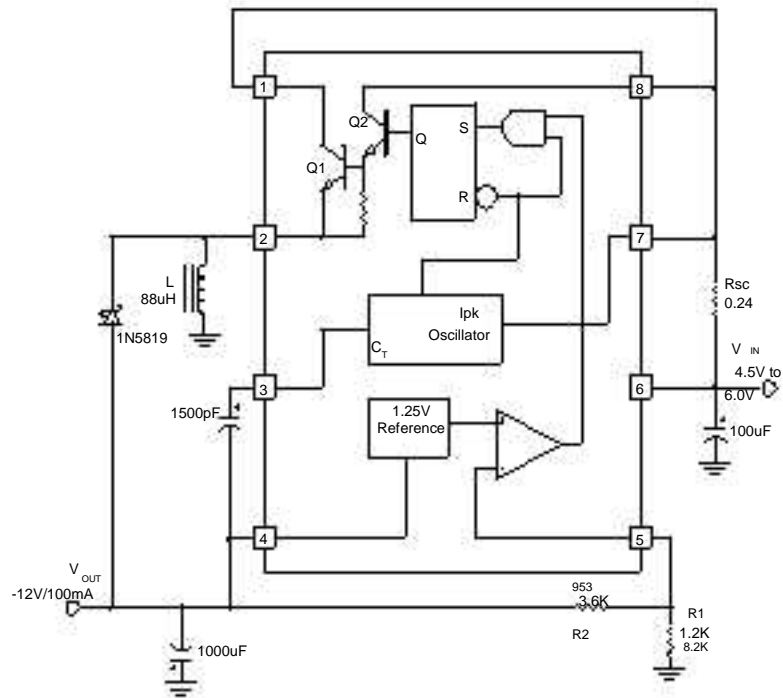 1
8
Q2
Q
S
Q1
R
2
7
L
88uH
Rsc
0.24
1N5819
Ipk
Oscillator
CT
V IN
4.5V to
6.0V
3
6
1500pF
1.25V
Reference
100uF
4
5
V OUT
-12V/100mA
953
3.6K
R1
R2
1.2K
8.2K
1000uF